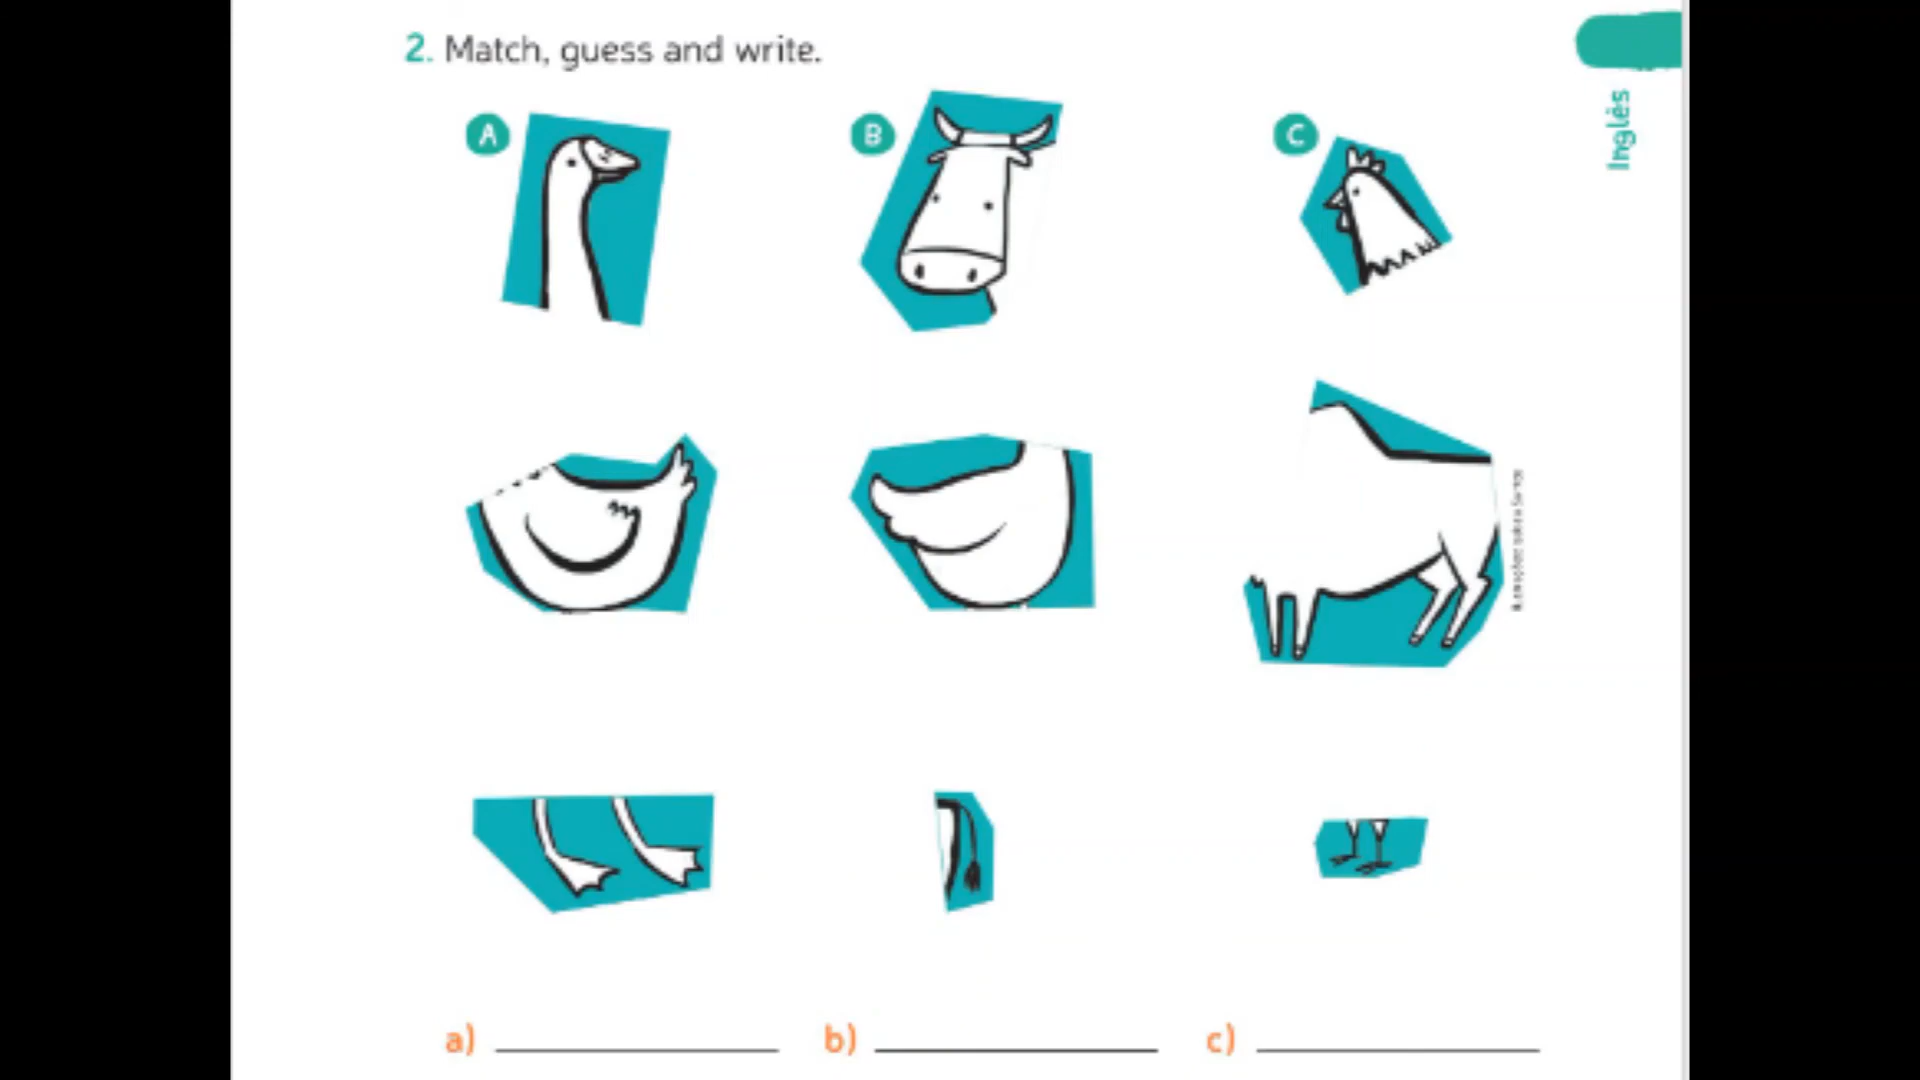 2. Match, guess and write.
A
B
C
Inglês
a)
b)
c)